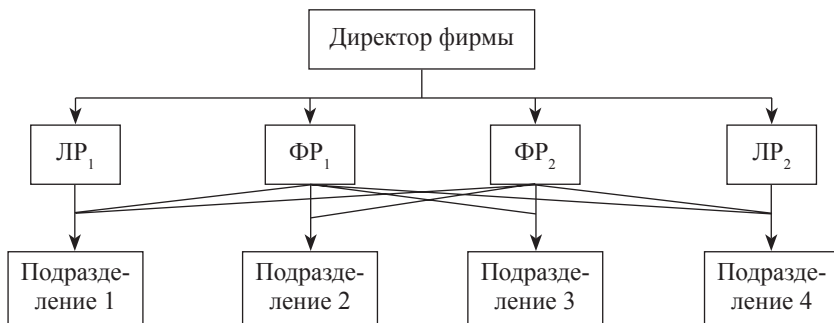 Директор фирмы
ЛР₁
ФР₁
ФР₂
ЛР₂
Подразде-
ление 1
Подразде-
ление 2
Подразде-
ление 3
Подразде-
ление 4